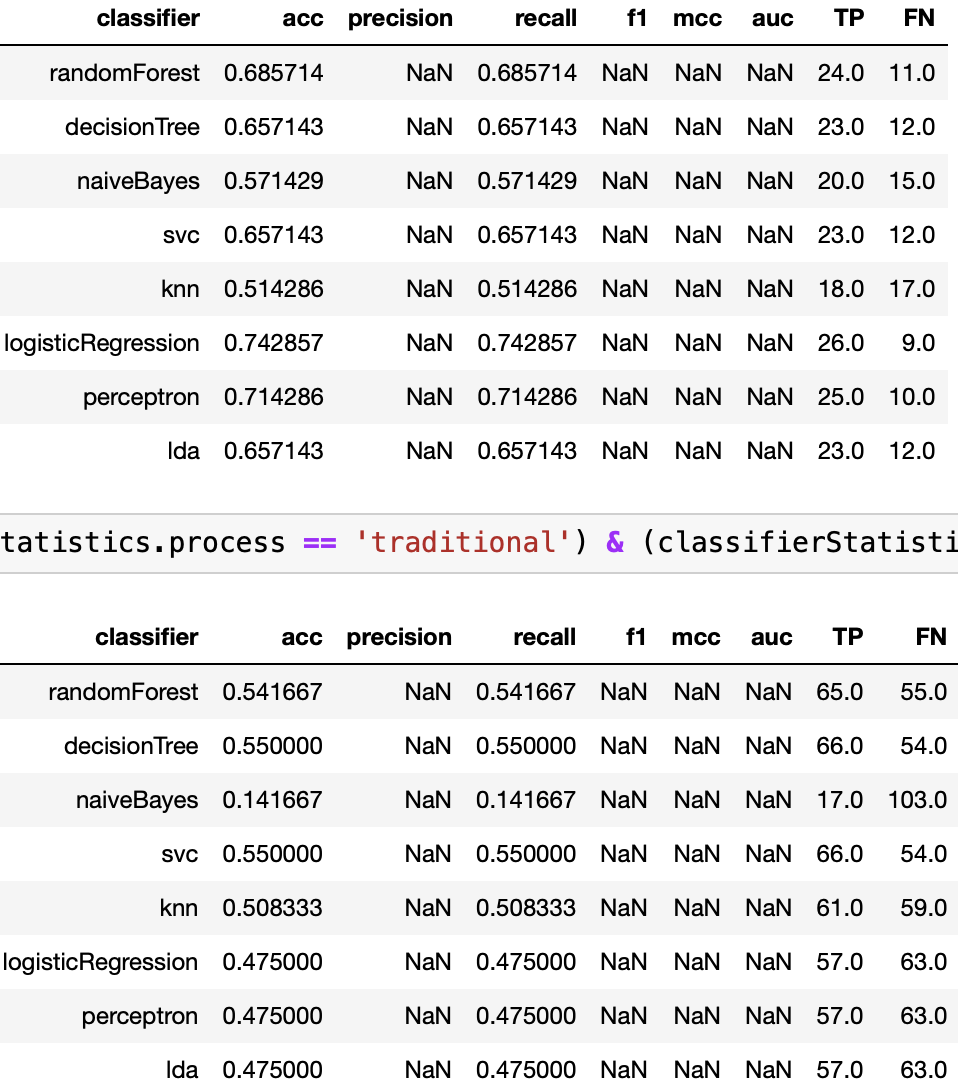 classifier acc precision recall f1 mcc auc TP FN
randomForest 0.685714 NaN 0.685714 NaN NaN NaN 24.0 11.0
decisionTree 0.657143 NaN 0.657143 NaN NaN NaN 23.0 12.0
naiveBayes 0.571429 NaN 0.571429 NaN NaN NaN 20.0 15.0
svc 0.657143 NaN 0.657143 NaN NaN NaN 23.0 12.0
knn 0.514286 NaN 0.514286 NaN NaN NaN 18.0 17.0
logisticRegression 0.742857 NaN 0.742857 NaN NaN NaN 26.0 9.0
perceptron 0.714286 NaN 0.714286 NaN NaN NaN 25.0 10.0
lda 0.657143 NaN 0.657143 NaN NaN NaN 23.0 12.0
tatistics.process == 'traditional') & (classifierStatisti
classifier acc precision recall f1 mcc auc TP FN
randomForest 0.541667 NaN 0.541667 NaN NaN NaN 65.0 55.0
decisionTree 0.550000 NaN 0.550000 NaN NaN NaN 66.0 54.0
naiveBayes 0.141667 NaN 0.141667 NaN NaN NaN 17.0 103.0
svc 0.550000 NaN 0.550000 NaN NaN NaN 66.0 54.0
knn 0.508333 NaN 0.508333 NaN NaN NaN 61.0 59.0
logisticRegression 0.475000 NaN 0.475000 NaN NaN NaN 57.0 63.0
perceptron 0.475000 NaN 0.475000 NaN NaN NaN 57.0 63.0
lda 0.475000 NaN 0.475000 NaN NaN NaN 57.0 63.0